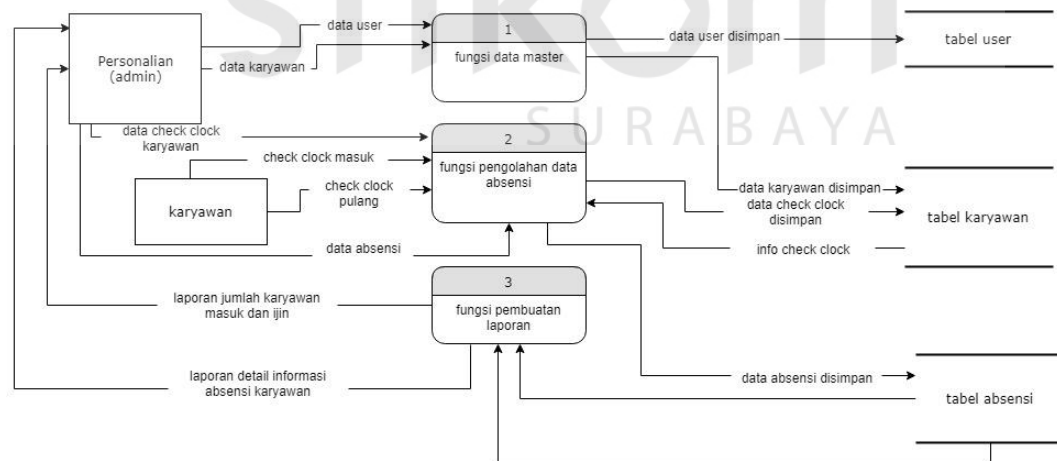 SURABAYA
Personalian
(admin)
data user
data karyawan
1
fungsi data master
data user disimpan
tabel user
data check clock
karyawan
check clock masuk
karyawan
check clock
pulang
2
fungsi pengolahan data
absensi
data karyawan disimpan
data check clock
disimpan
info check clock
tabel karyawan
data absensi
laporan jumlah karyawan
masuk dan ijin
3
fungsi pembuatan
laporan
laporan detail informasi
absensi karyawan
data absensi disimpan
tabel absensi